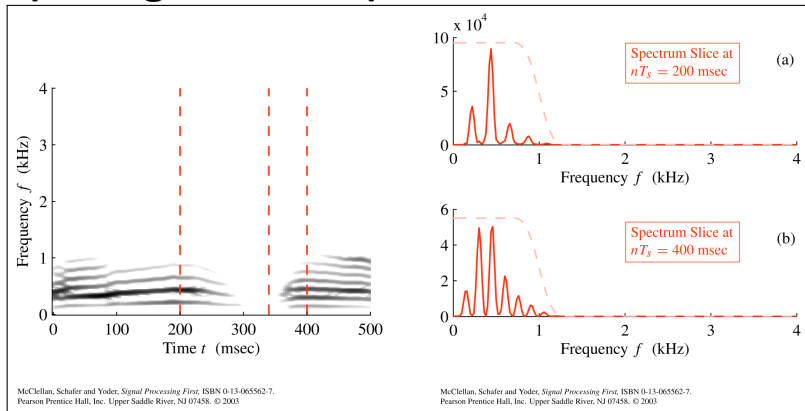 4
3
2
1
0
Frequency f (kHz)
0 100 200 300 400 500
Time t (msec)
McClellan, Schafer and Yoder, Signal Processing First, ISBN 0-13-065562-7.
Pearson Prentice Hall, Inc. Upper Saddle River, NJ 07458. © 2003
x 10⁴
10
5
0
0 1 2 3 4
Frequency f (kHz)
Spectrum Slice at
nTₛ = 200 msec
(a)
6
4
2
0
0 1 2 3 4
Frequency f (kHz)
Spectrum Slice at
nTₛ = 400 msec
(b)
McClellan, Schafer and Yoder, Signal Processing First, ISBN 0-13-065562-7.
Pearson Prentice Hall, Inc. Upper Saddle River, NJ 07458. © 2003